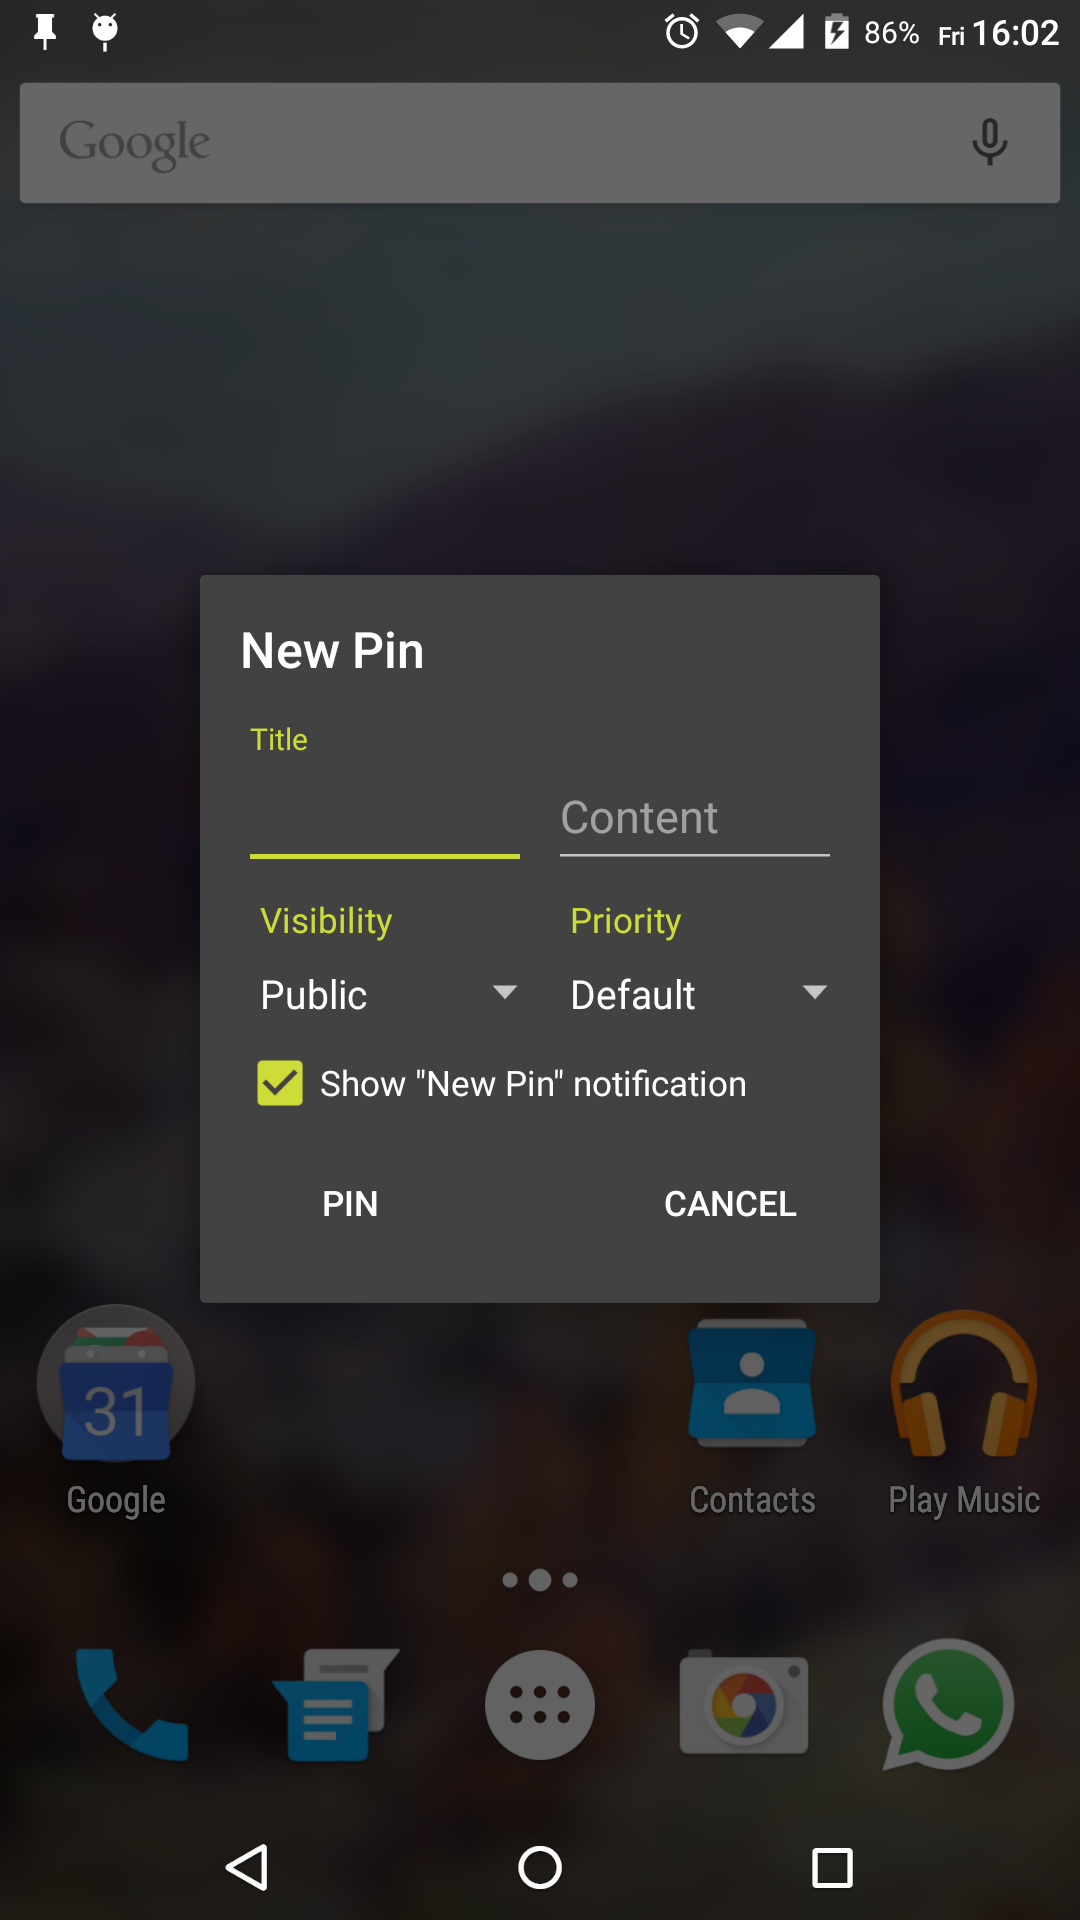 86% Fri 16:02
Google
New Pin
Title
Content
Visibility Priority
Public Default
Show "New Pin" notification
PIN CANCEL
31
Google Contacts Play Music